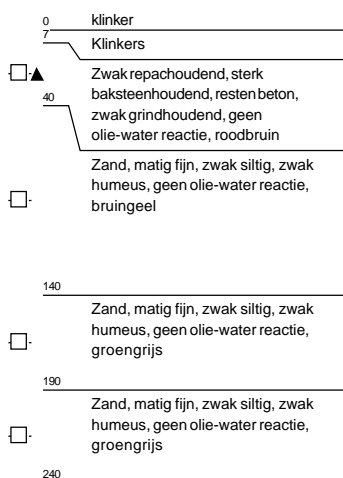 0 klinker
7 Klinkers
Zwak repachoudend, sterk
baksteenhoudend, resten beton,
40 zwak grindhoudend, geen
olie-water reactie, roodbruin
Zand, matig fijn, zwak siltig, zwak
humeus, geen olie-water reactie,
bruingeel
140
Zand, matig fijn, zwak siltig, zwak
humeus, geen olie-water reactie,
groengrijs
190
Zand, matig fijn, zwak siltig, zwak
humeus, geen olie-water reactie,
groengrijs
240